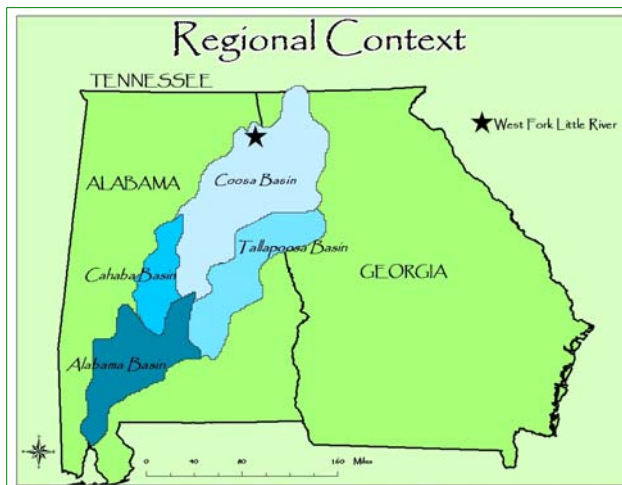 Regional Context
TENNESSEE
West Fork Little River
ALABAMA
Coosa Basin
Tallapoosa Basin
Cahaba Basin
GEORGIA
Alabama Basin
0 40 80 160 Miles